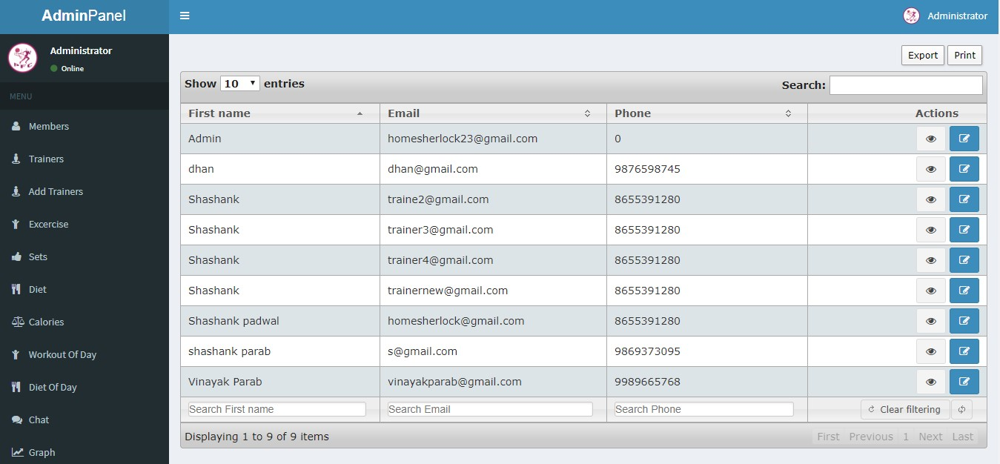 AdminPanel
Administrator
Administrator
Online
MENU
Members
Trainers
Add Trainers
Excercise
Sets
Diet
Calories
Workout Of Day
Diet Of Day
Chat
Graph
Export Print
Show 10 entries Search:
First name Email Phone Actions
Admin homesherlock23@gmail.com 0
dhan dhan@gmail.com 9876598745
Shashank traine2@gmail.com 8655391280
Shashank trainer3@gmail.com 8655391280
Shashank trainer4@gmail.com 8655391280
Shashank trainernew@gmail.com 8655391280
Shashank padwal homesherlock@gmail.com 8655391280
shashank parab s@gmail.com 9869373095
Vinayak Parab vinayakparab@gmail.com 9989665768
Search First name Search Email Search Phone Clear filtering
Displaying 1 to 9 of 9 items First Previous 1 Next Last